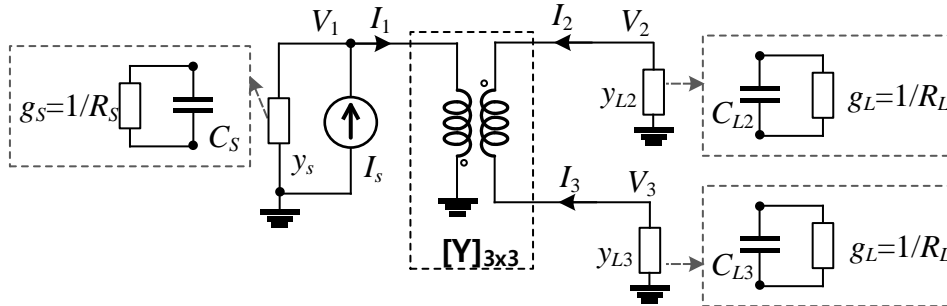 V1 I1 I2 V2
gS=1/RS CS
ys Is
yL2
CL2 gL=1/RL
I3 V3
[Y]3x3
yL3
CL3 gL=1/RL